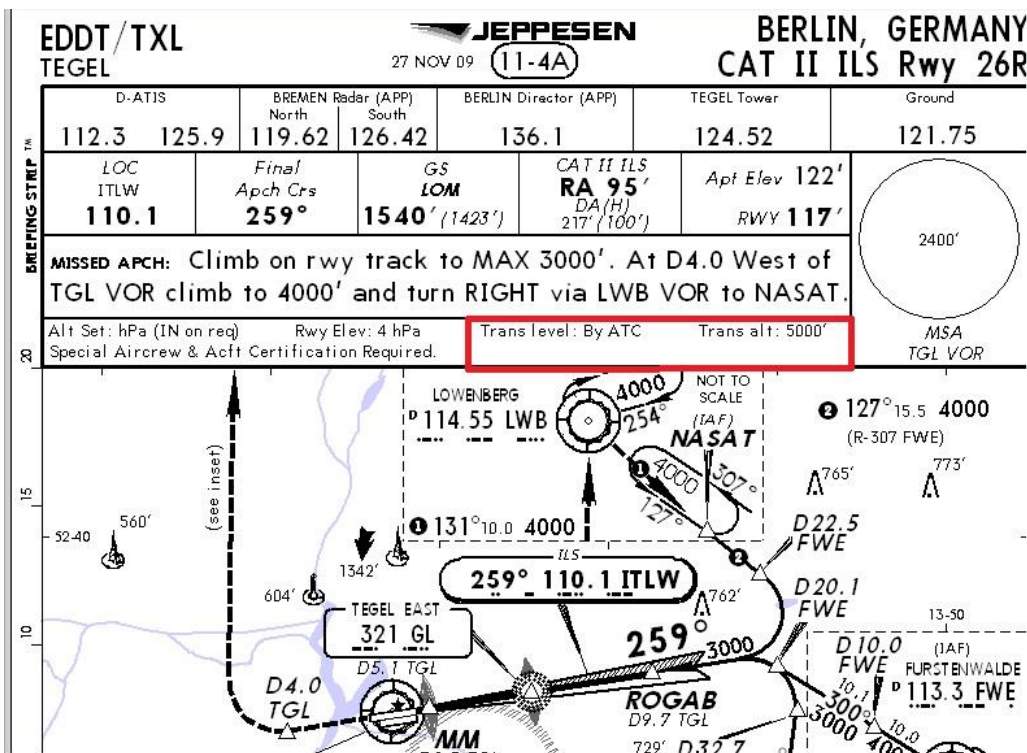 EDDT/TXL
TEGEL
JEPPESEN
27 NOV 09 11-4A
BERLIN, GERMANY
CAT II ILS Rwy 26R
BRIEFING STRIP TM
D-ATIS
112.3 125.9
BREMEN Radar (APP)
North South
119.62 126.42
BERLIN Director (APP)
136.1
TEGEL Tower
124.52
Ground
121.75
LOC
ITLW
110.1
Final
Apch Crs
259°
GS
LOM
1540' (1423')
CAT II ILS
RA 95'
DA(H)
217' (100')
Apt Elev 122'
RWY 117'
2400'
MSA
TGL VOR
MISSED APCH: Climb on rwy track to MAX 3000'. At D4.0 West of
TGL VOR climb to 4000' and turn RIGHT via LWB VOR to NASAT.
Alt Set: hPa (IN on req) Rwy Elev: 4 hPa Trans level: By ATC Trans alt: 5000'
Special Aircrew & Acft Certification Required.
20
15
10
LOWENBERG
D 114.55 LWB
4000
254°
NOT TO
SCALE
(IAF)
NASAT
4000
307°
127°
1
2
❷ 127° 15.5 4000
(R-307 FWE)
765'
773'
(see inset)
52-40
560'
❶ 131° 10.0 4000
1342'
604'
ILS
259° 110.1 ITLW
D22.5
FWE
762'
D20.1
FWE
13-50
TEGEL EAST
321 GL
D5.1 TGL
259°
3000
D10.0
FWE
(IAF)
FURSTENWALDE
D 113.3 FWE
10.1
300°
3000
10.0
400
D4.0
TGL
MM
ROGAB
D9.7 TGL
729'
D32.7